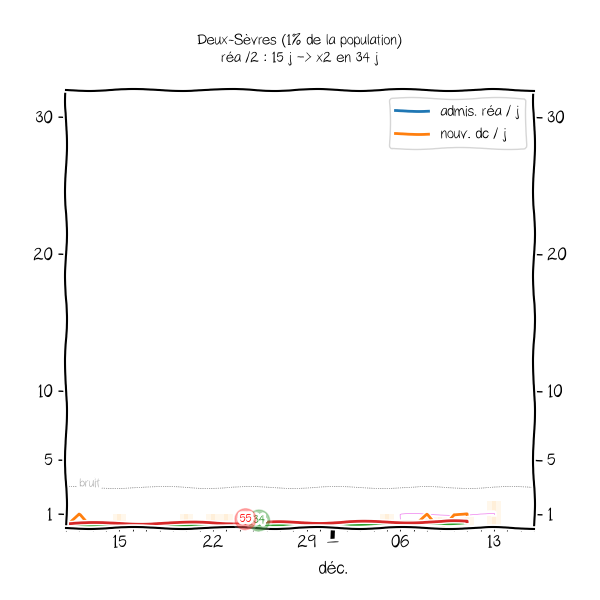 Deux-Sèvres (1% de la population)
réa /2 : 15 j -> x2 en 34 j
admis. réa / j
nouv. dc / j
30
30
20
20
10
10
5
5
bruit
1
55
34
1
15
22
29
06
13
déc.